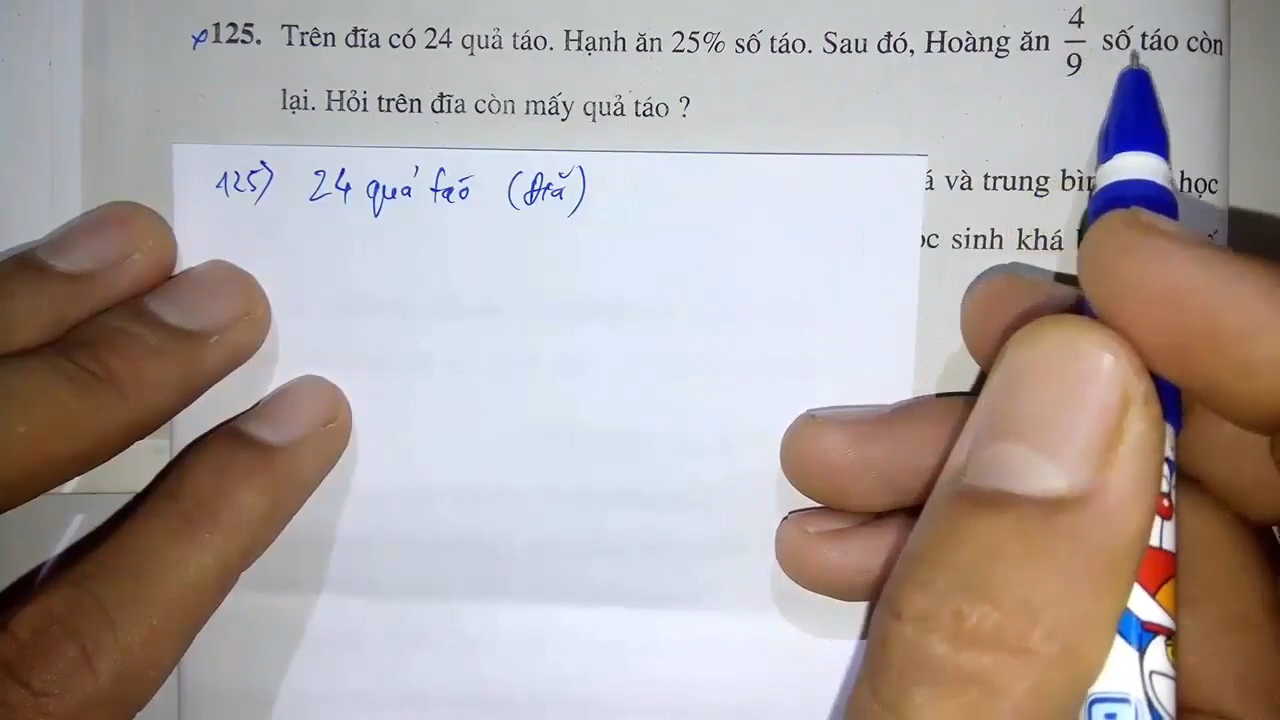 125. Trên đĩa có 24 quả táo. Hạnh ăn 25% số táo. Sau đó, Hoàng ăn 4/9 số táo còn
lại. Hỏi trên đĩa còn mấy quả táo ?
125) 24 quả táo (đĩa)
á và trung bìn học
ọc sinh khá